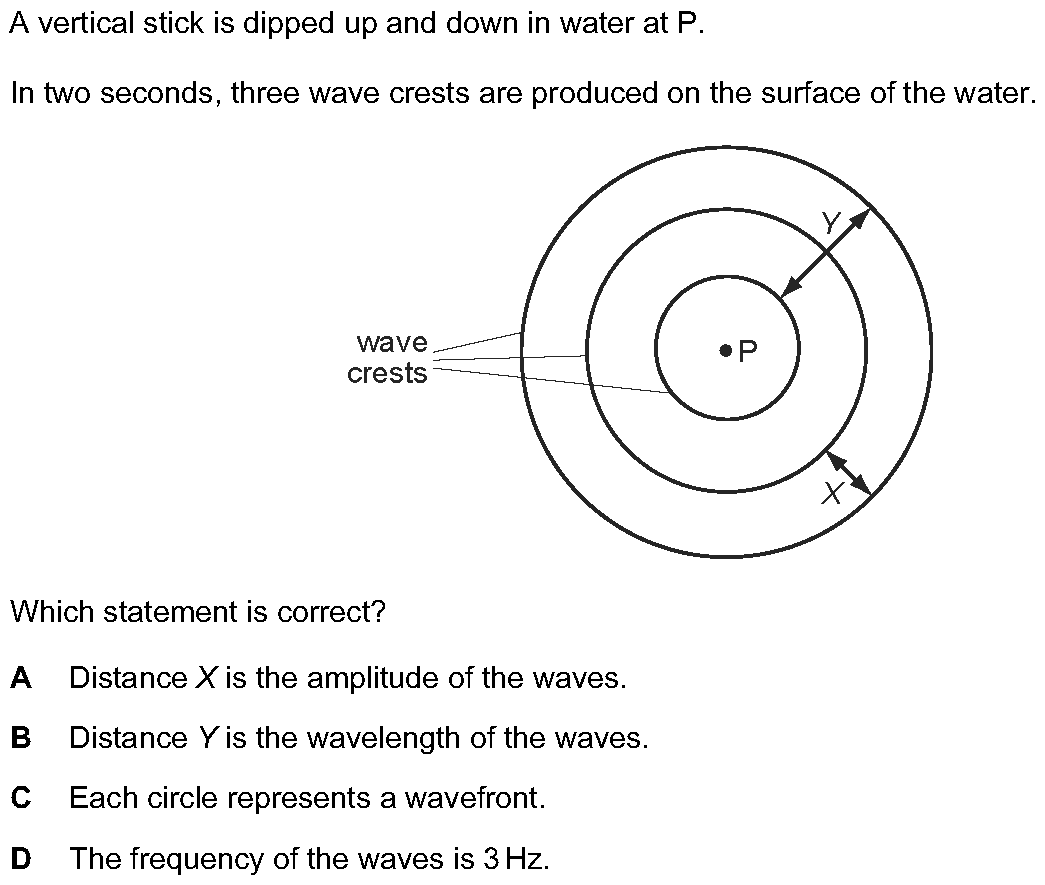 A vertical stick is dipped up and down in water at P.
In two seconds, three wave crests are produced on the surface of the water.
Y
wave
crests
P
X
Which statement is correct?
A Distance X is the amplitude of the waves.
B Distance Y is the wavelength of the waves.
C Each circle represents a wavefront.
D The frequency of the waves is 3 Hz.